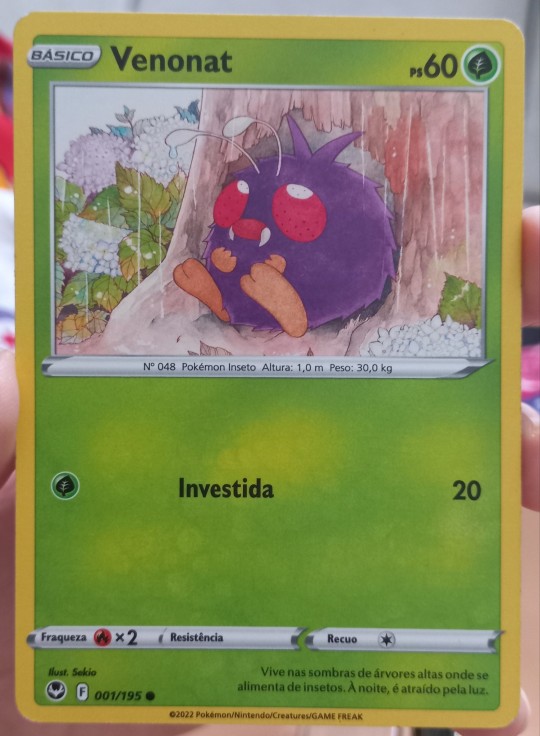 BÁSICO Venonat PS60
Nº 048 Pokémon Inseto Altura: 1,0 m Peso: 30,0 kg
Investida 20
Fraqueza ×2 Resistência Recuo
Ilust. Sekio
F 001/195
Vive nas sombras de árvores altas onde se
alimenta de insetos. À noite, é atraído pela luz.
©2022 Pokémon/Nintendo/Creatures/GAME FREAK